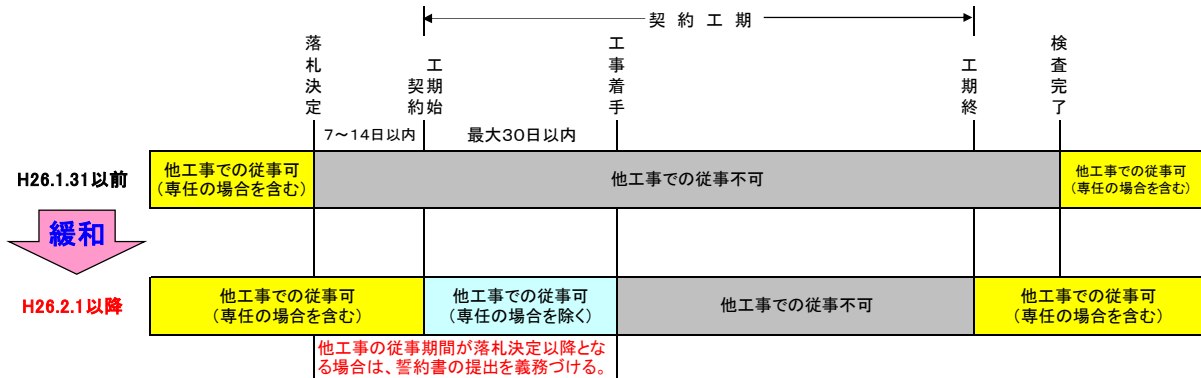 契 約 工 期
落札決定
契約
工期始
工事着手
工期終
検査完了
7～14日以内
最大30日以内
H26.1.31以前
他工事での従事可
（専任の場合を含む）
他工事での従事不可
他工事での従事可
（専任の場合を含む）
緩和
H26.2.1以降
他工事での従事可
（専任の場合を含む）
他工事での従事可
（専任の場合を除く）
他工事での従事不可
他工事での従事可
（専任の場合を含む）
他工事の従事期間が落札決定以降とな
る場合は、誓約書の提出を義務づける。